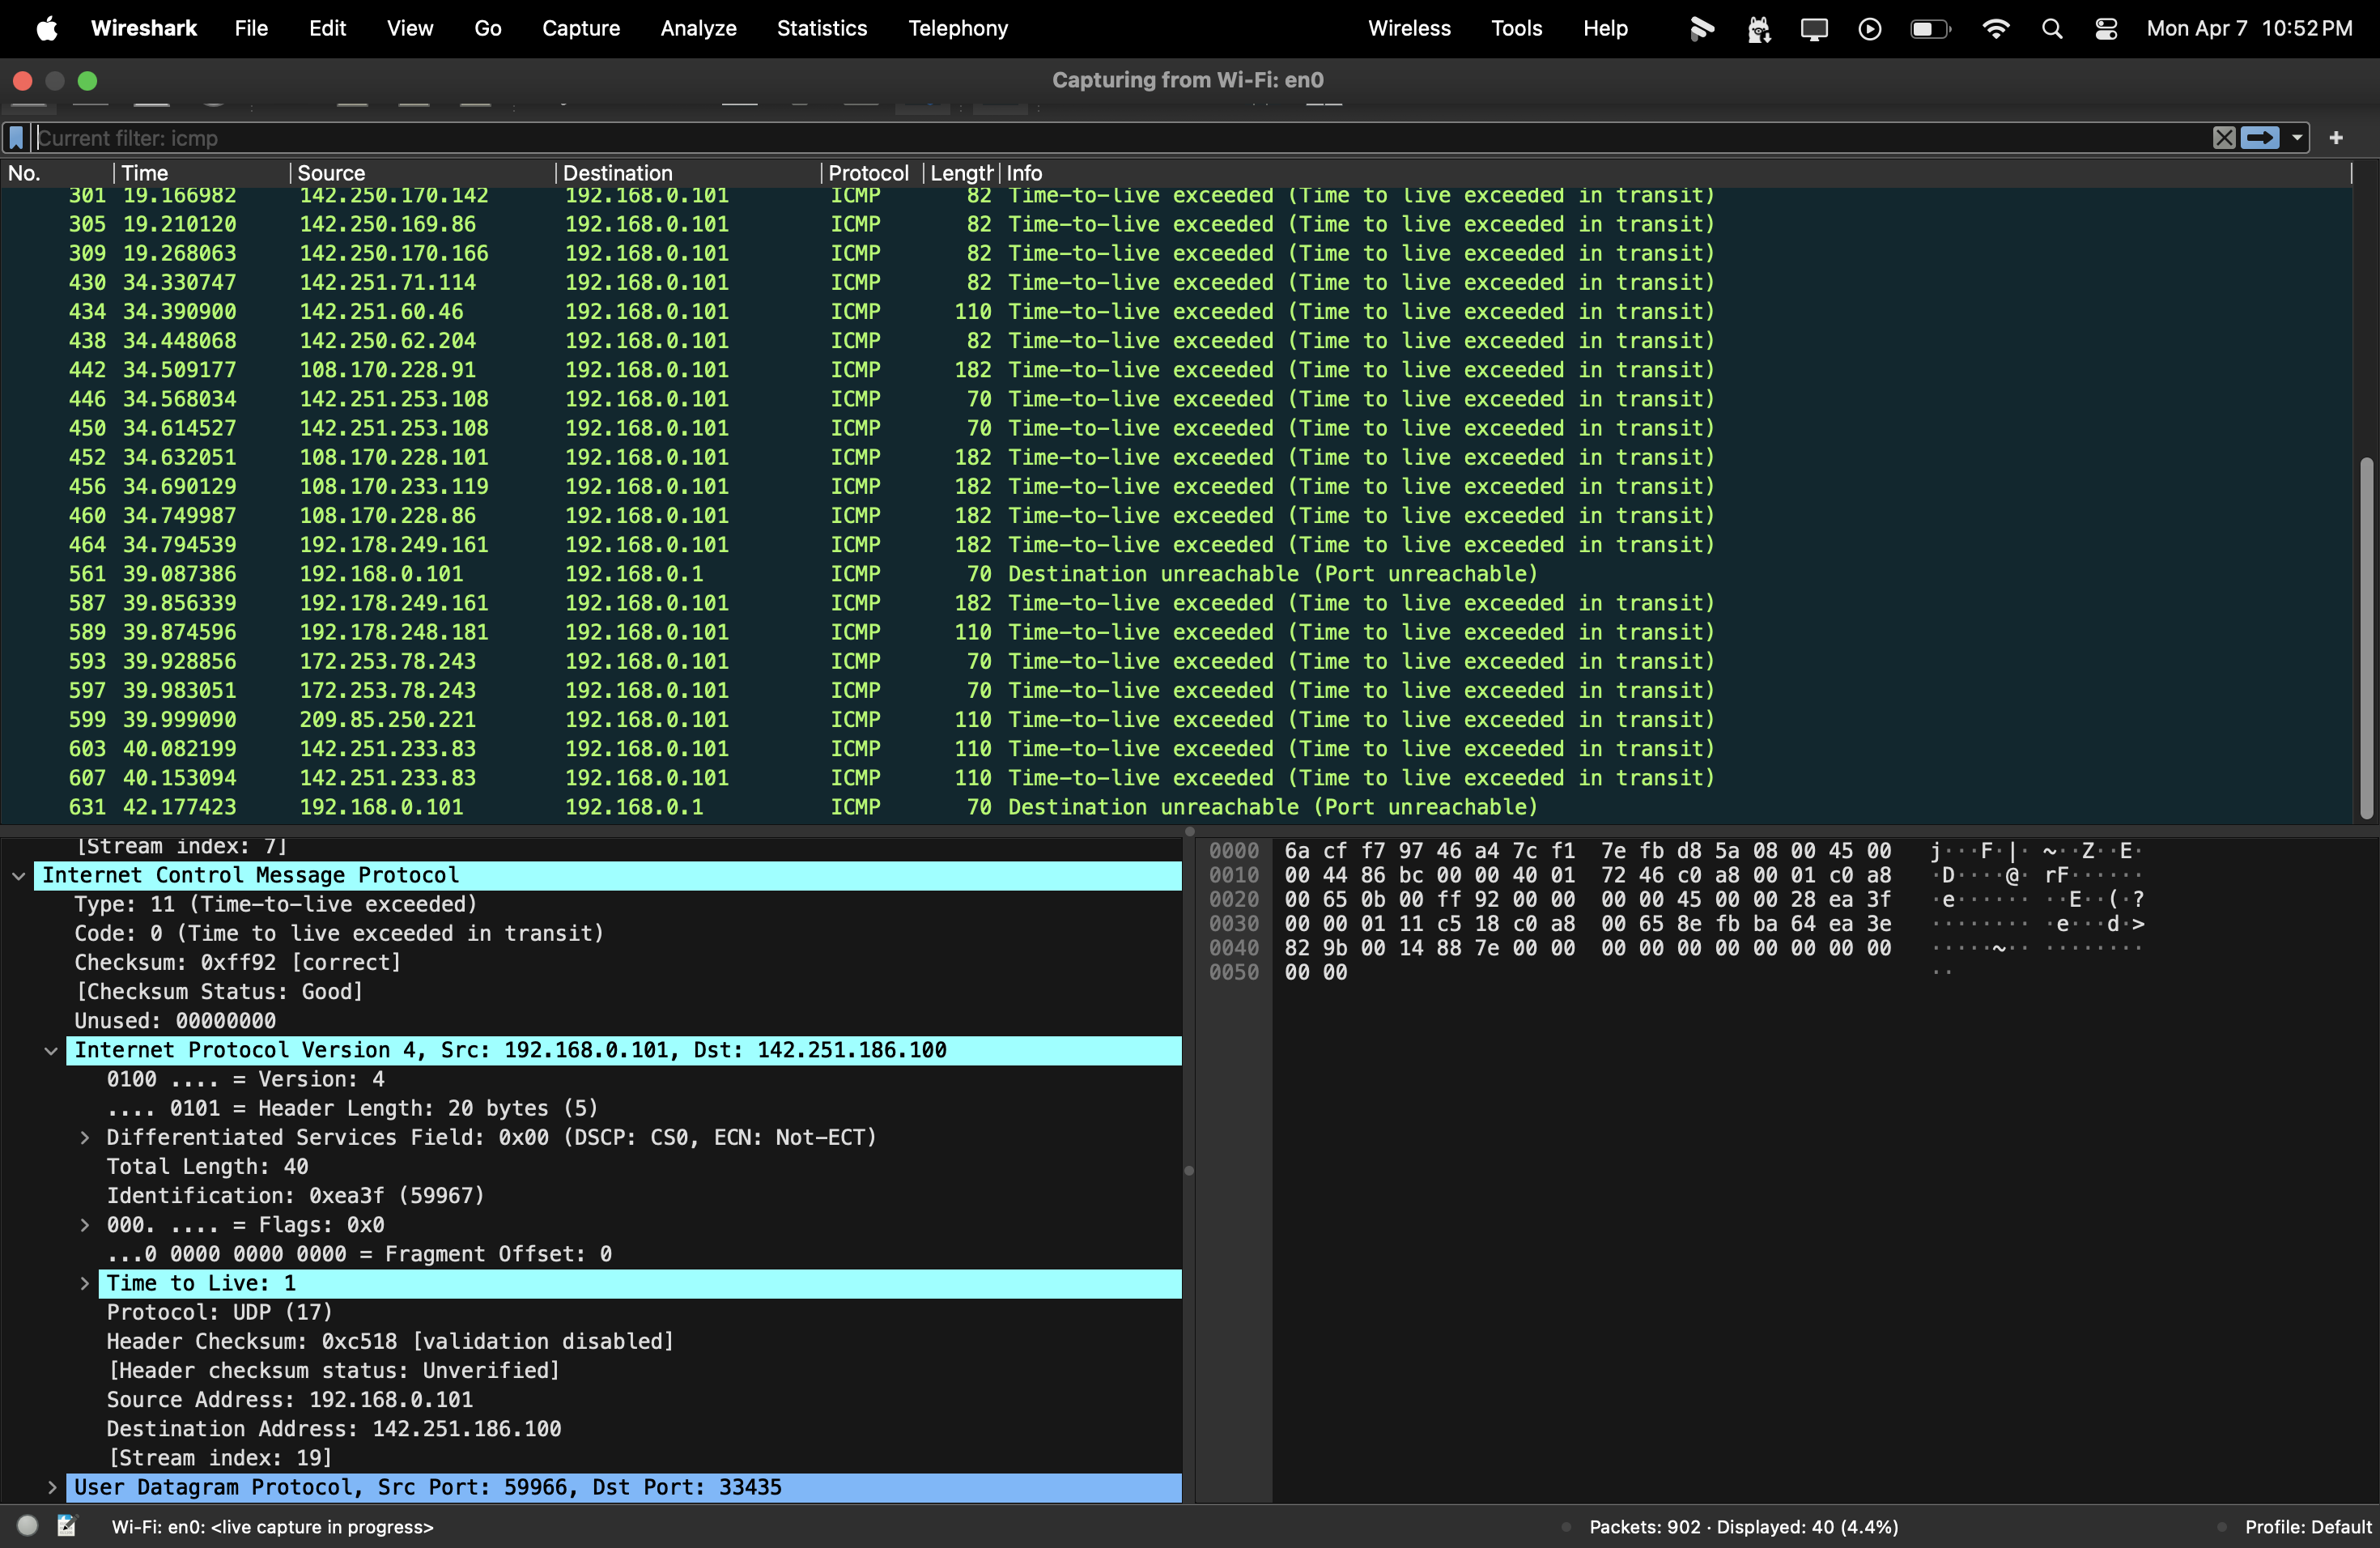 Wireshark File Edit View Go Capture Analyze Statistics Telephony Wireless Tools Help Mon Apr 7 10:52 PM
Capturing from Wi-Fi: en0
Current filter: icmp
No. Time Source Destination Protocol Length Info
301 19.166982 142.250.170.142 192.168.0.101 ICMP 82 Time-to-live exceeded (Time to live exceeded in transit)
305 19.210120 142.250.169.86 192.168.0.101 ICMP 82 Time-to-live exceeded (Time to live exceeded in transit)
309 19.268063 142.250.170.166 192.168.0.101 ICMP 82 Time-to-live exceeded (Time to live exceeded in transit)
430 34.330747 142.251.71.114 192.168.0.101 ICMP 82 Time-to-live exceeded (Time to live exceeded in transit)
434 34.390900 142.251.60.46 192.168.0.101 ICMP 110 Time-to-live exceeded (Time to live exceeded in transit)
438 34.448068 142.250.62.204 192.168.0.101 ICMP 82 Time-to-live exceeded (Time to live exceeded in transit)
442 34.509177 108.170.228.91 192.168.0.101 ICMP 182 Time-to-live exceeded (Time to live exceeded in transit)
446 34.568034 142.251.253.108 192.168.0.101 ICMP 70 Time-to-live exceeded (Time to live exceeded in transit)
450 34.614527 142.251.253.108 192.168.0.101 ICMP 70 Time-to-live exceeded (Time to live exceeded in transit)
452 34.632051 108.170.228.101 192.168.0.101 ICMP 182 Time-to-live exceeded (Time to live exceeded in transit)
456 34.690129 108.170.233.119 192.168.0.101 ICMP 182 Time-to-live exceeded (Time to live exceeded in transit)
460 34.749987 108.170.228.86 192.168.0.101 ICMP 182 Time-to-live exceeded (Time to live exceeded in transit)
464 34.794539 192.178.249.161 192.168.0.101 ICMP 182 Time-to-live exceeded (Time to live exceeded in transit)
561 39.087386 192.168.0.101 192.168.0.1 ICMP 70 Destination unreachable (Port unreachable)
587 39.856339 192.178.249.161 192.168.0.101 ICMP 182 Time-to-live exceeded (Time to live exceeded in transit)
589 39.874596 192.178.248.181 192.168.0.101 ICMP 110 Time-to-live exceeded (Time to live exceeded in transit)
593 39.928856 172.253.78.243 192.168.0.101 ICMP 70 Time-to-live exceeded (Time to live exceeded in transit)
597 39.983051 172.253.78.243 192.168.0.101 ICMP 70 Time-to-live exceeded (Time to live exceeded in transit)
599 39.999090 209.85.250.221 192.168.0.101 ICMP 110 Time-to-live exceeded (Time to live exceeded in transit)
603 40.082199 142.251.233.83 192.168.0.101 ICMP 110 Time-to-live exceeded (Time to live exceeded in transit)
607 40.153094 142.251.233.83 192.168.0.101 ICMP 110 Time-to-live exceeded (Time to live exceeded in transit)
631 42.177423 192.168.0.101 192.168.0.1 ICMP 70 Destination unreachable (Port unreachable)
[Stream index: 7]
Internet Control Message Protocol
Type: 11 (Time-to-live exceeded)
Code: 0 (Time to live exceeded in transit)
Checksum: 0xff92 [correct]
[Checksum Status: Good]
Unused: 00000000
Internet Protocol Version 4, Src: 192.168.0.101, Dst: 142.251.186.100
0100 .... = Version: 4
.... 0101 = Header Length: 20 bytes (5)
Differentiated Services Field: 0x00 (DSCP: CS0, ECN: Not-ECT)
Total Length: 40
Identification: 0xea3f (59967)
000. .... = Flags: 0x0
...0 0000 0000 0000 = Fragment Offset: 0
Time to Live: 1
Protocol: UDP (17)
Header Checksum: 0xc518 [validation disabled]
[Header checksum status: Unverified]
Source Address: 192.168.0.101
Destination Address: 142.251.186.100
[Stream index: 19]
User Datagram Protocol, Src Port: 59966, Dst Port: 33435
0000 6a cf f7 97 46 a4 7c f1 7e fb d8 5a 08 00 45 00 j···F·|· ~··Z··E·
0010 00 44 86 bc 00 00 40 01 72 46 c0 a8 00 01 c0 a8 ·D····@· rF······
0020 00 65 0b 00 ff 92 00 00 00 00 45 00 00 28 ea 3f ·e······ ··E··(·?
0030 00 00 01 11 c5 18 c0 a8 00 65 8e fb ba 64 ea 3e ········ ·e···d·>
0040 82 9b 00 14 88 7e 00 00 00 00 00 00 00 00 00 00 ·····~·· ········
0050 00 00 ··
Wi-Fi: en0: <live capture in progress> Packets: 902 · Displayed: 40 (4.4%) Profile: Default